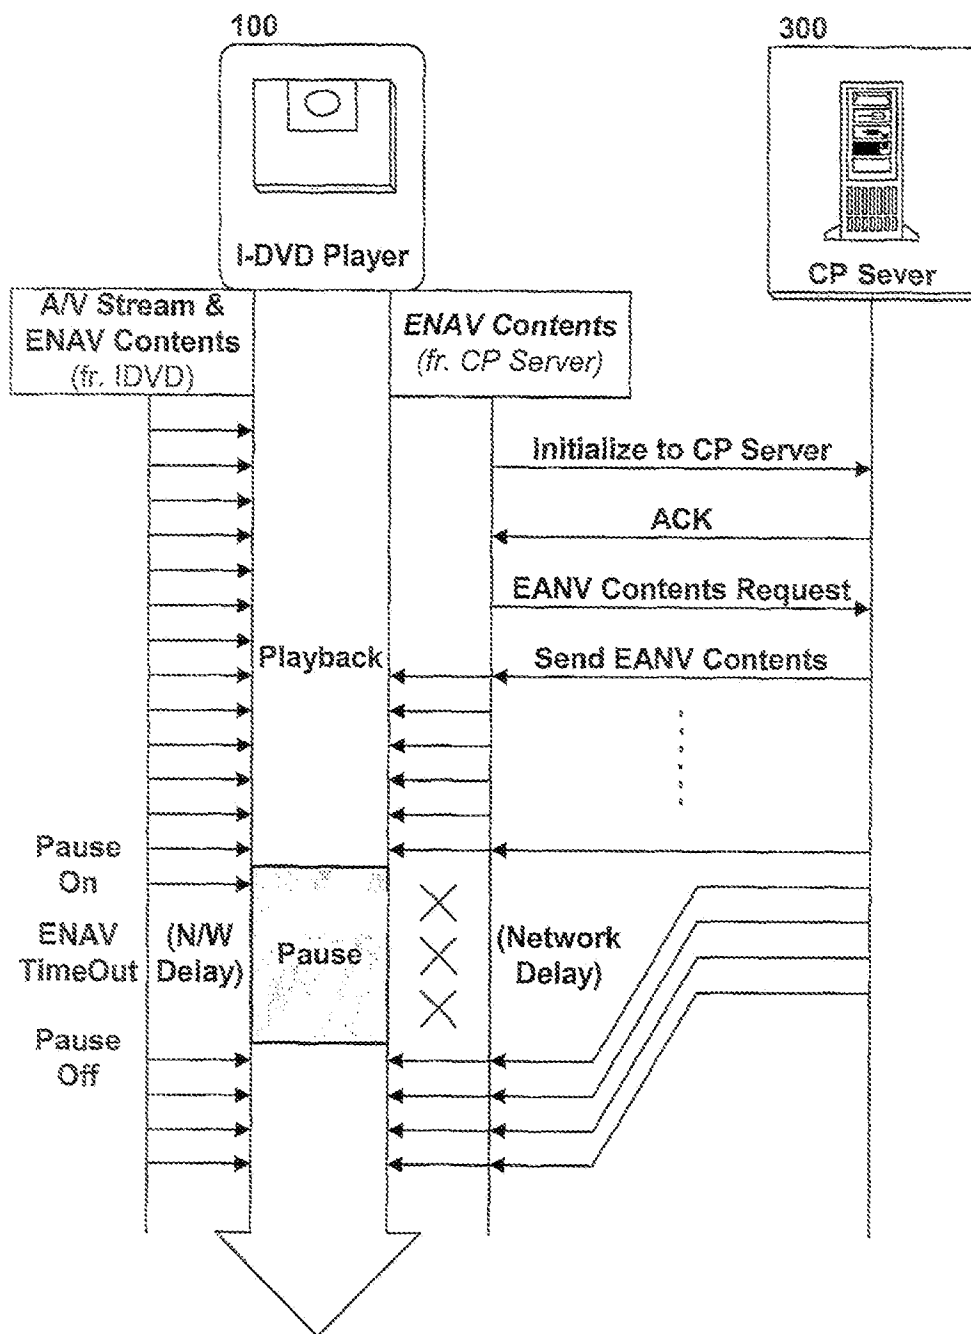 100
300
I-DVD Player
CP Sever
A/V Stream &
ENAV Contents
(fr. IDVD)
ENAV Contents
(fr. CP Server)
Initialize to CP Server
ACK
EANV Contents Request
Playback
Send EANV Contents
Pause
On
ENAV
TimeOut
(N/W
Delay)
Pause
(Network
Delay)
Pause
Off